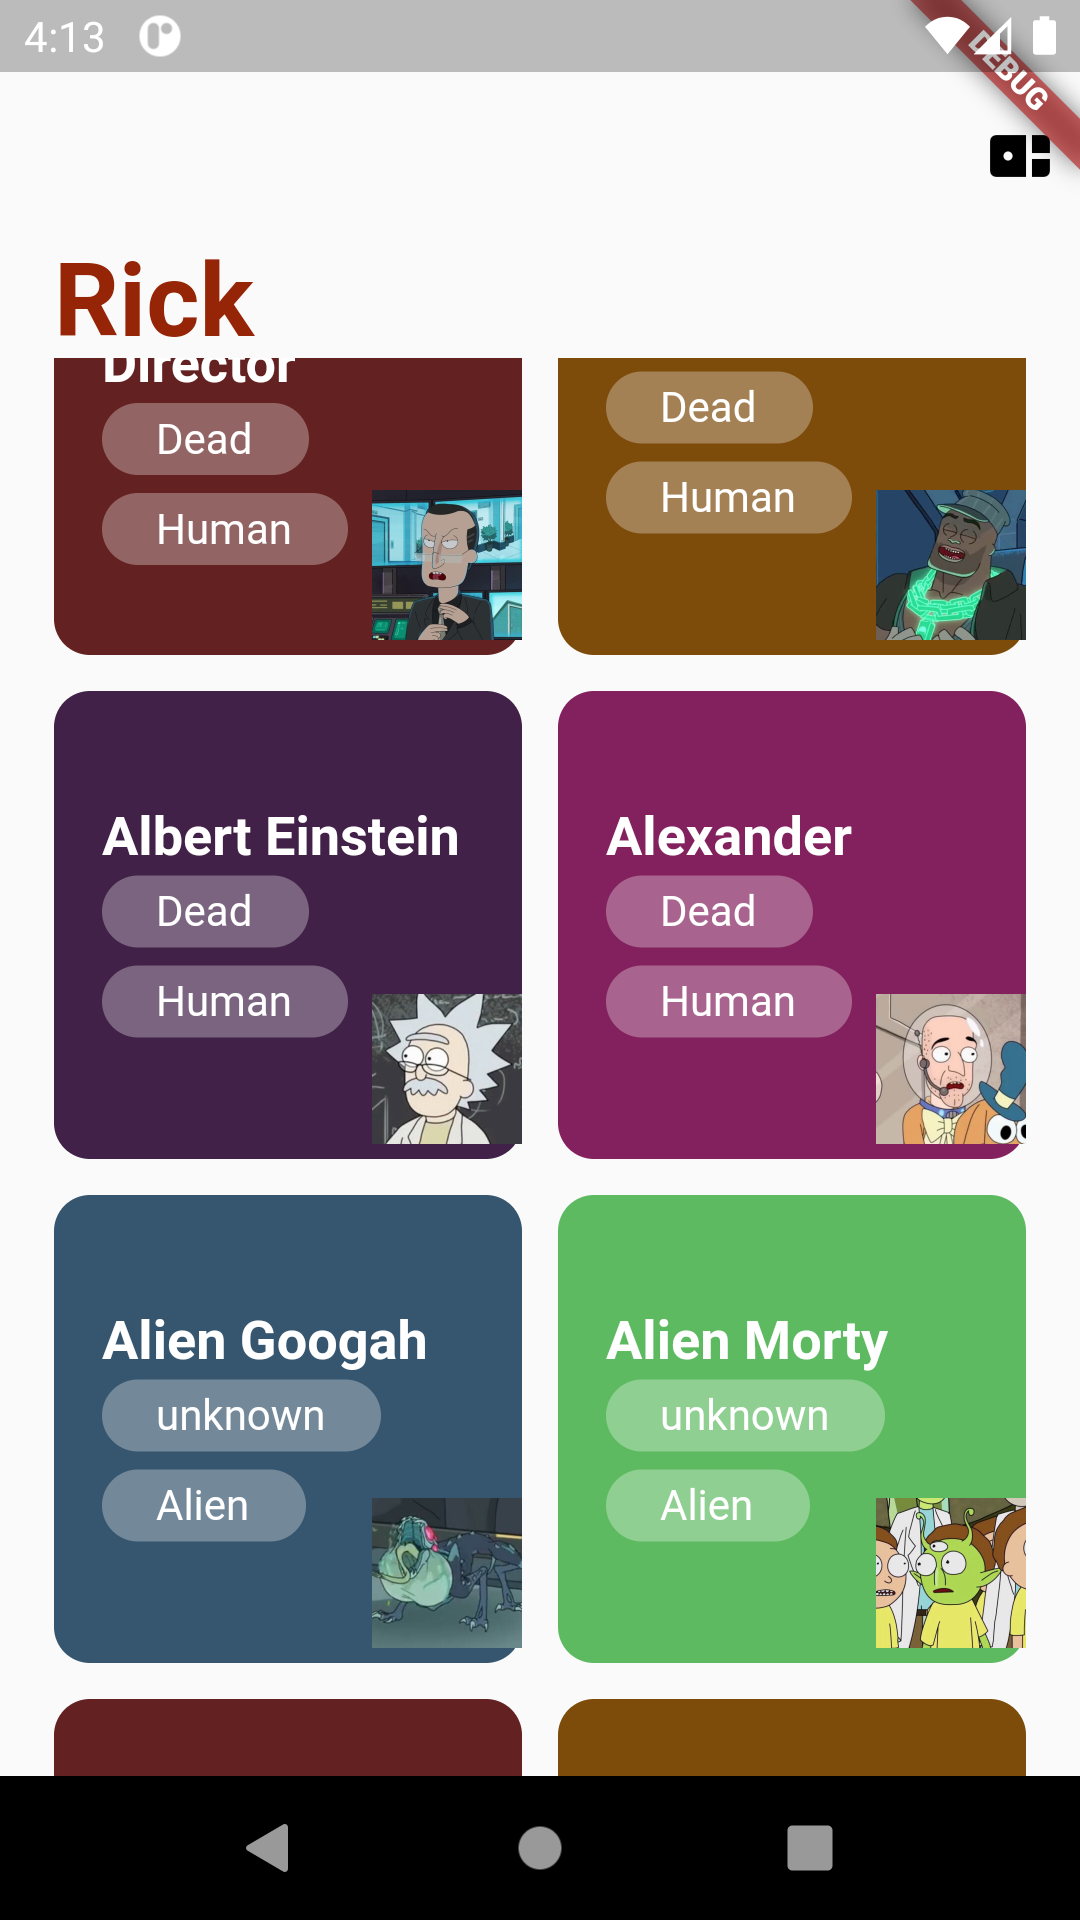 4:13
DEBUG
Rick
Director
Dead
Human
Dead
Human
Albert Einstein
Dead
Human
Alexander
Dead
Human
Alien Googah
unknown
Alien
Alien Morty
unknown
Alien